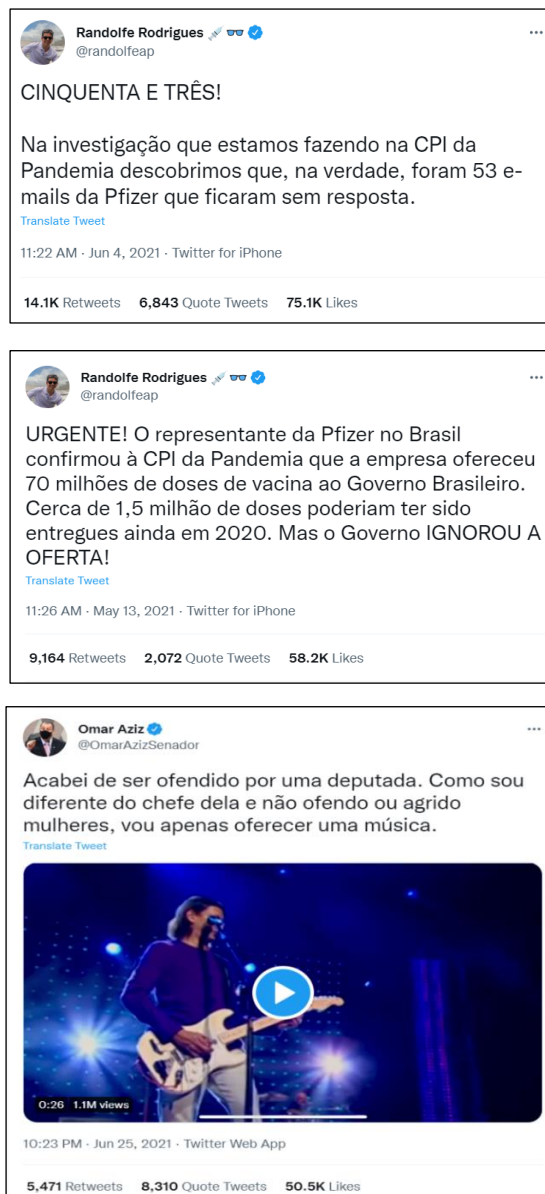 Randolfe Rodrigues
@randolfeap
CINQUENTA E TRÊS!
Na investigação que estamos fazendo na CPI da
Pandemia descobrimos que, na verdade, foram 53 e-
mails da Pfizer que ficaram sem resposta.
Translate Tweet
11:22 AM · Jun 4, 2021 · Twitter for iPhone
14.1K Retweets 6,843 Quote Tweets 75.1K Likes
Randolfe Rodrigues
@randolfeap
URGENTE! O representante da Pfizer no Brasil
confirmou à CPI da Pandemia que a empresa ofereceu
70 milhões de doses de vacina ao Governo Brasileiro.
Cerca de 1,5 milhão de doses poderiam ter sido
entregues ainda em 2020. Mas o Governo IGNOROU A
OFERTA!
Translate Tweet
11:26 AM · May 13, 2021 · Twitter for iPhone
9,164 Retweets 2,072 Quote Tweets 58.2K Likes
Omar Aziz
@OmarAzizSenador
Acabei de ser ofendido por uma deputada. Como sou
diferente do chefe dela e não ofendo ou agrido
mulheres, vou apenas oferecer uma música.
Translate Tweet
0:26 1.1M views
10:23 PM · Jun 25, 2021 · Twitter Web App
5,471 Retweets 8,310 Quote Tweets 50.5K Likes